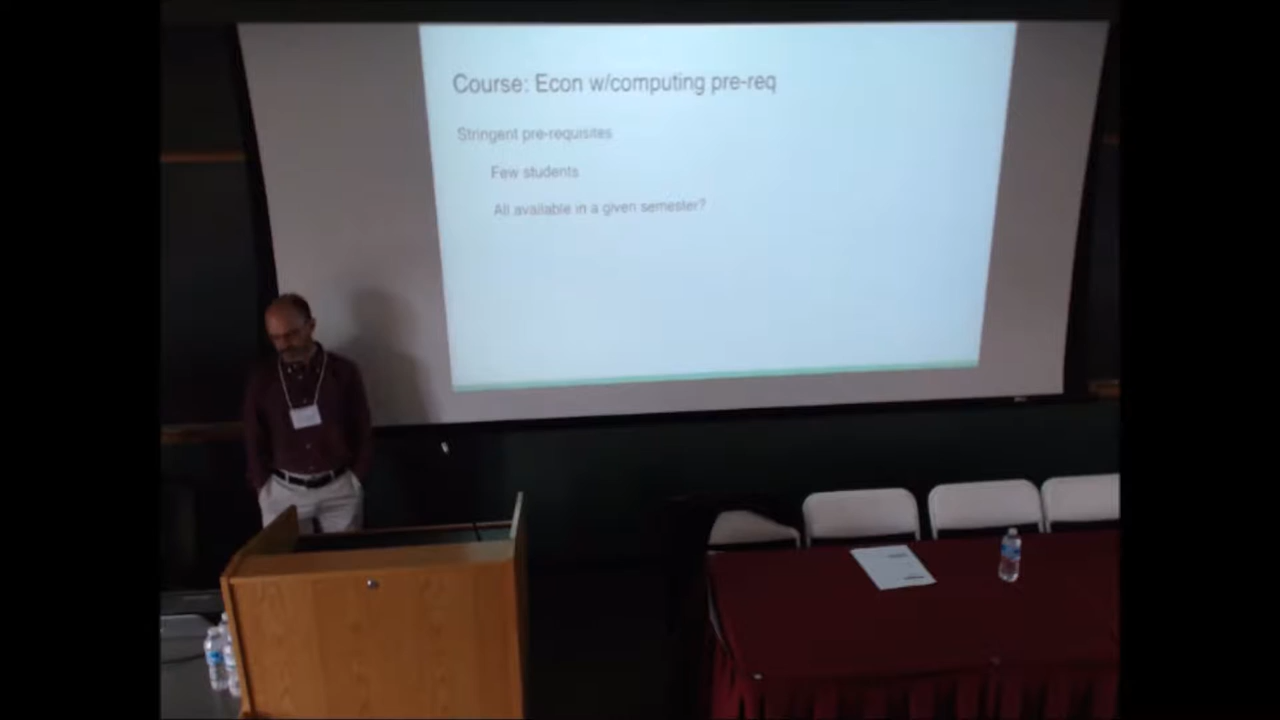 Course: Econ w/computing pre-req
Stringent pre-requisites
Few students
All available in a given semester?